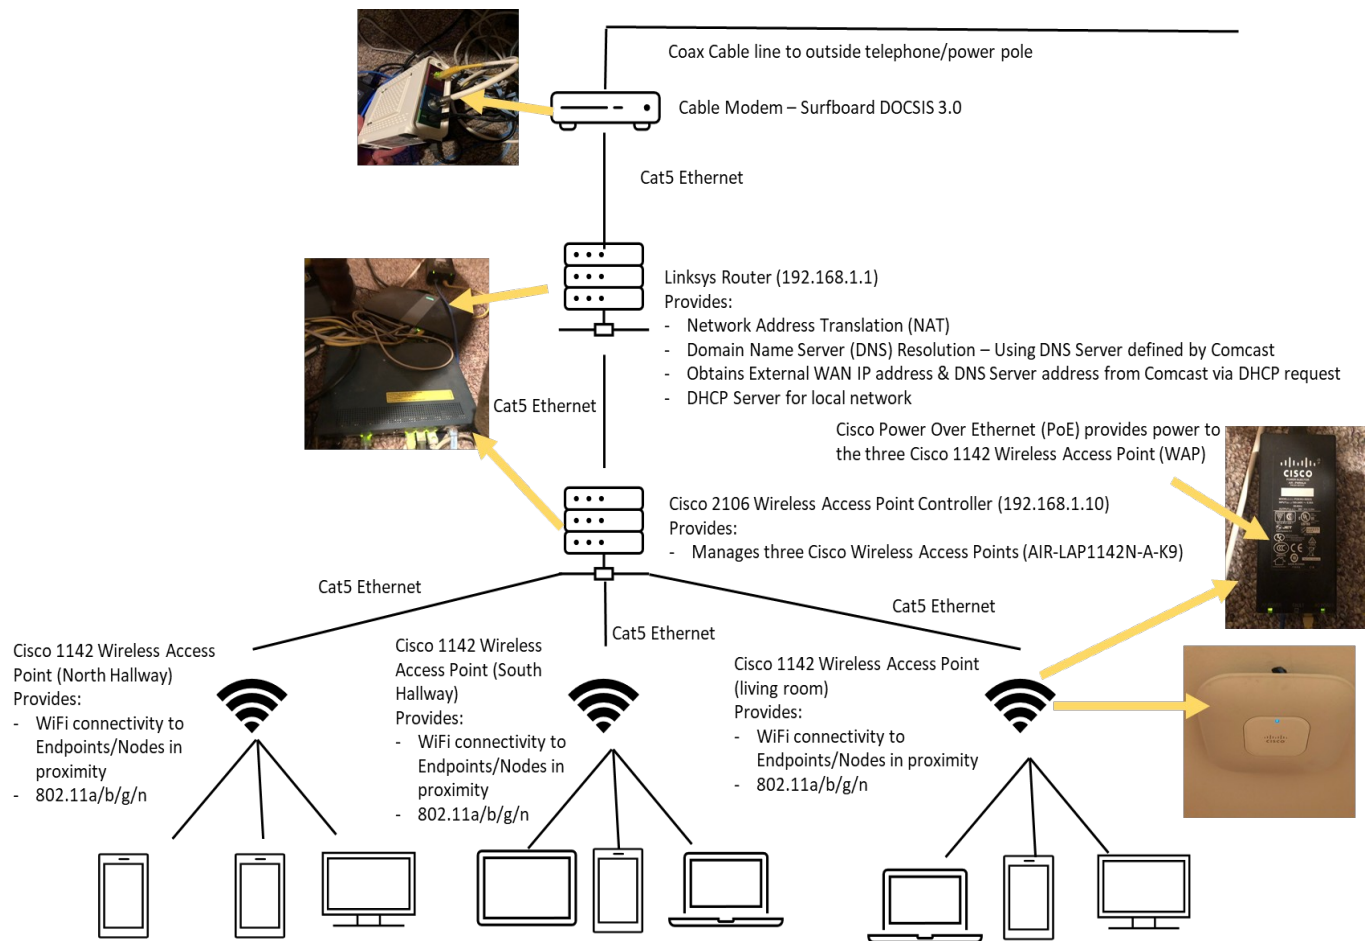 Coax Cable line to outside telephone/power pole
Cable Modem – Surfboard DOCSIS 3.0
Cat5 Ethernet
Linksys Router (192.168.1.1)
Provides:
- Network Address Translation (NAT)
- Domain Name Server (DNS) Resolution – Using DNS Server defined by Comcast
- Obtains External WAN IP address & DNS Server address from Comcast via DHCP request
- DHCP Server for local network
Cat5 Ethernet
Cisco Power Over Ethernet (PoE) provides power to
the three Cisco 1142 Wireless Access Point (WAP)
CISCO
Cisco 2106 Wireless Access Point Controller (192.168.1.10)
Provides:
- Manages three Cisco Wireless Access Points (AIR-LAP1142N-A-K9)
Cat5 Ethernet
Cat5 Ethernet
Cat5 Ethernet
Cisco 1142 Wireless Access
Point (North Hallway)
Provides:
- WiFi connectivity to
Endpoints/Nodes in
proximity
- 802.11a/b/g/n
Cisco 1142 Wireless
Access Point (South
Hallway)
Provides:
- WiFi connectivity to
Endpoints/Nodes in
proximity
- 802.11a/b/g/n
Cisco 1142 Wireless Access Point
(living room)
Provides:
- WiFi connectivity to
Endpoints/Nodes in proximity
- 802.11a/b/g/n
CISCO